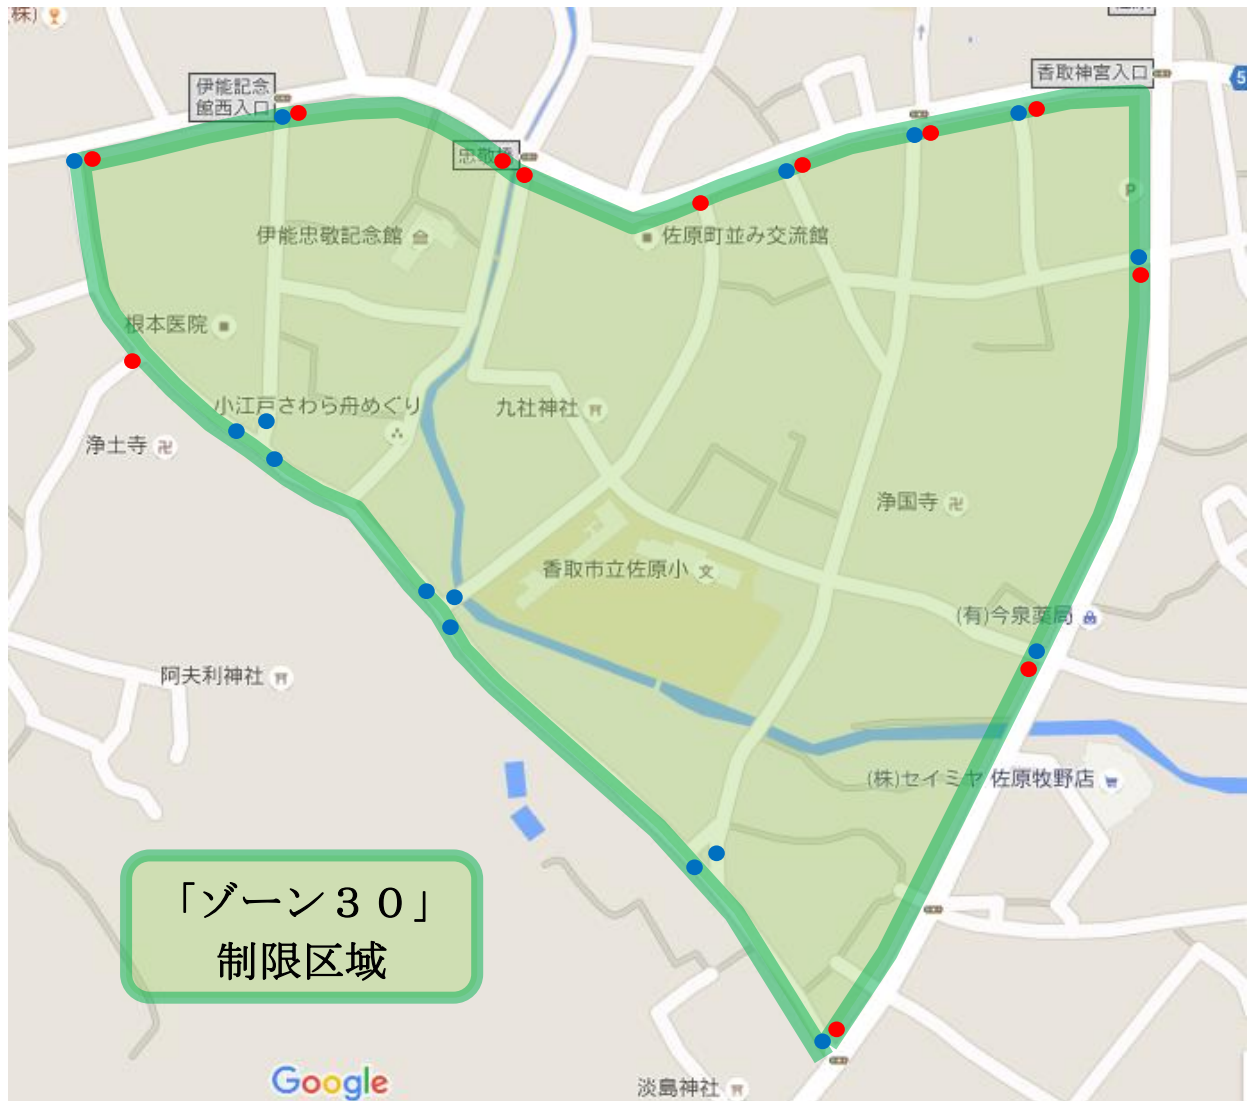 株)
伊能記念
館西入口
香取神宮入口
5
忠敬橋
P
伊能忠敬記念館
佐原町並み交流館
根本医院
小江戸さわら舟めぐり
九社神社
浄土寺
卍
浄国寺
卍
香取市立佐原小
文
(有)今泉薬局
阿夫利神社
(株)セイミヤ 佐原牧野店
「ゾーン３０」
制限区域
Google
淡島神社